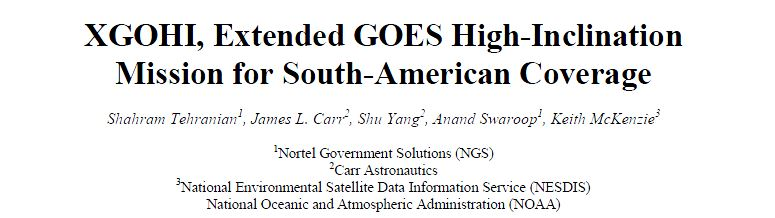 XGOHI, Extended GOES High-Inclination
Mission for South-American Coverage
Shahram Tehranian¹, James L. Carr², Shu Yang², Anand Swaroop¹, Keith McKenzie³
¹Nortel Government Solutions (NGS)
²Carr Astronautics
³National Environmental Satellite Data Information Service (NESDIS)
National Oceanic and Atmospheric Administration (NOAA)